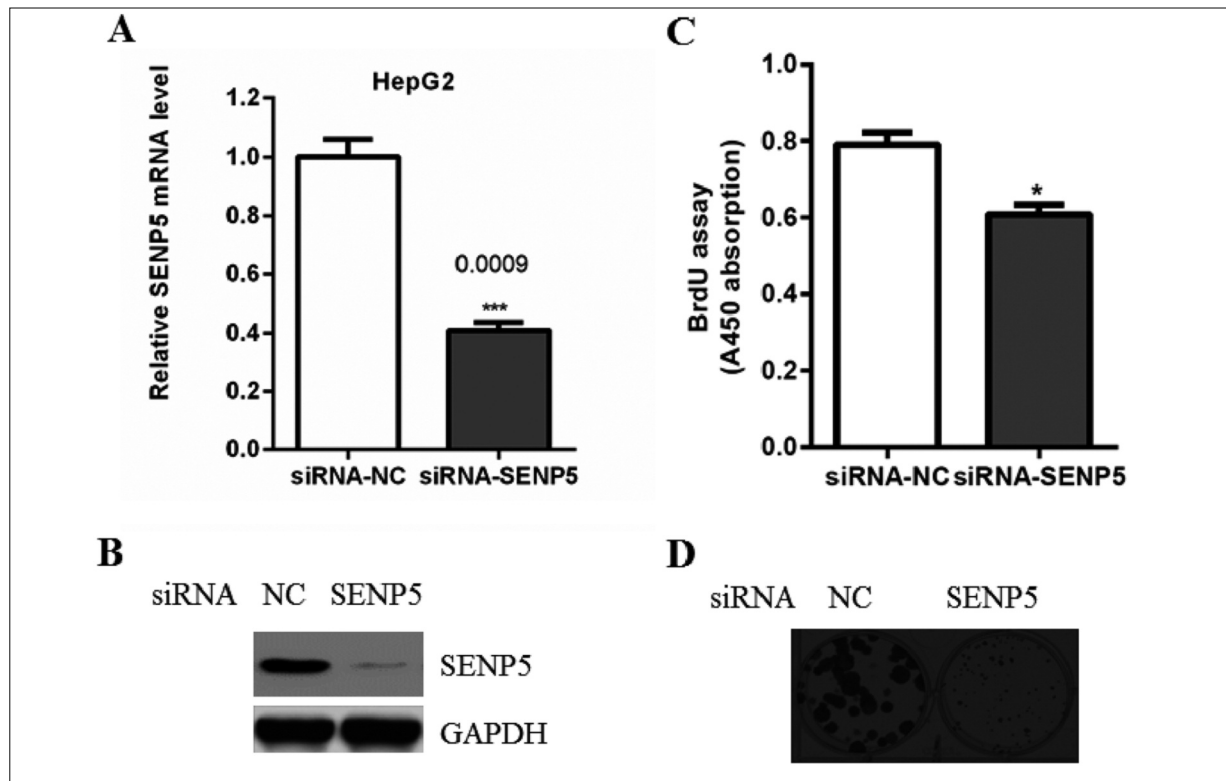 A
HepG2
Relative SENP5 mRNA level
1.2
1.0
0.8
0.6
0.4
0.2
0.0
0.0009
***
siRNA-NC siRNA-SENP5
C
BrdU assay
(A450 absorption)
1.0
0.8
0.6
0.4
0.2
0.0
*
siRNA-NC siRNA-SENP5
B
siRNA NC SENP5
SENP5
GAPDH
D
siRNA NC SENP5